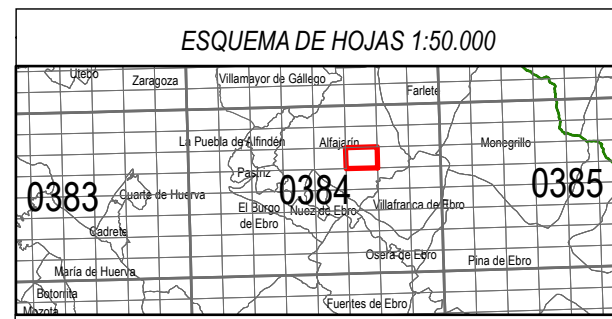 ESQUEMA DE HOJAS 1:50.000
Utebo
Zaragoza
Villamayor de Gállego
Farlete
La Puebla de Alfindén
Alfajarín
Monegrillo
Pastriz
0383
Cuarte de Huerva
0384
0385
El Burgo
de Ebro
Nuez de Ebro
Villafranca de Ebro
Cadrete
Osera de Ebro
Pina de Ebro
María de Huerva
Botorrita
Fuentes de Ebro
Mozota